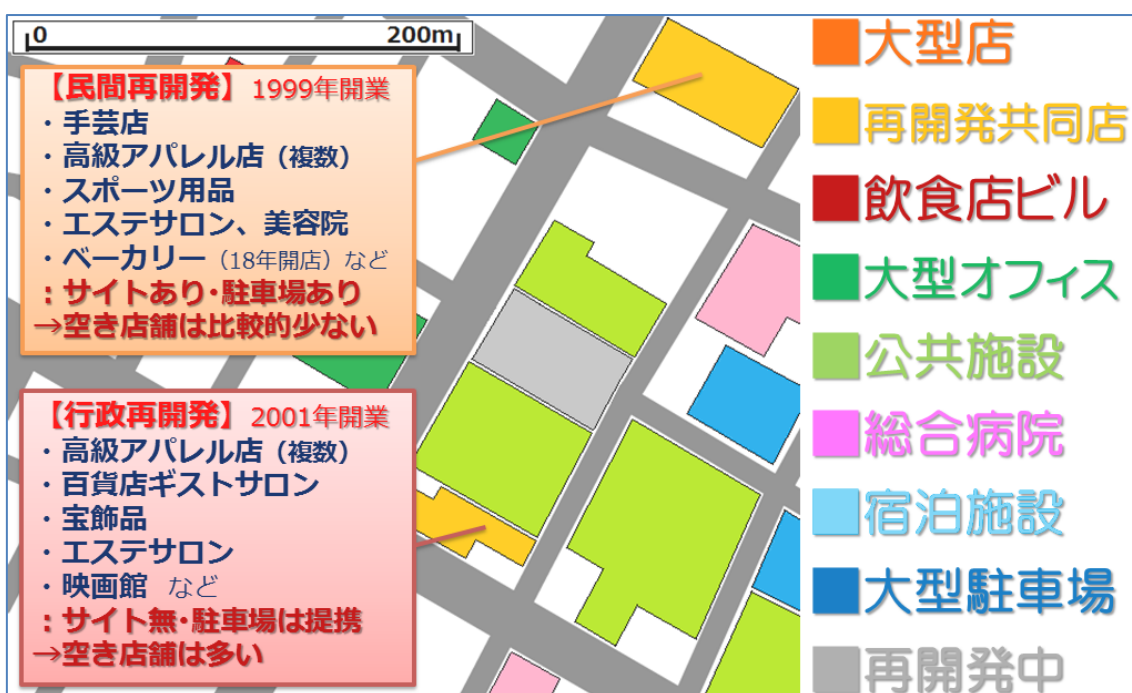 0 200m
【民間再開発】1999年開業
・手芸店
・高級アパレル店（複数）
・スポーツ用品
・エステサロン、美容院
・ベーカリー（18年開店）など
：サイトあり・駐車場あり
→空き店舗は比較的少ない
【行政再開発】2001年開業
・高級アパレル店（複数）
・百貨店ギストサロン
・宝飾品
・エステサロン
・映画館 など
：サイト無・駐車場は提携
→空き店舗は多い
■大型店
■再開発共同店
■飲食店ビル
■大型オフィス
■公共施設
■総合病院
■宿泊施設
■大型駐車場
■再開発中